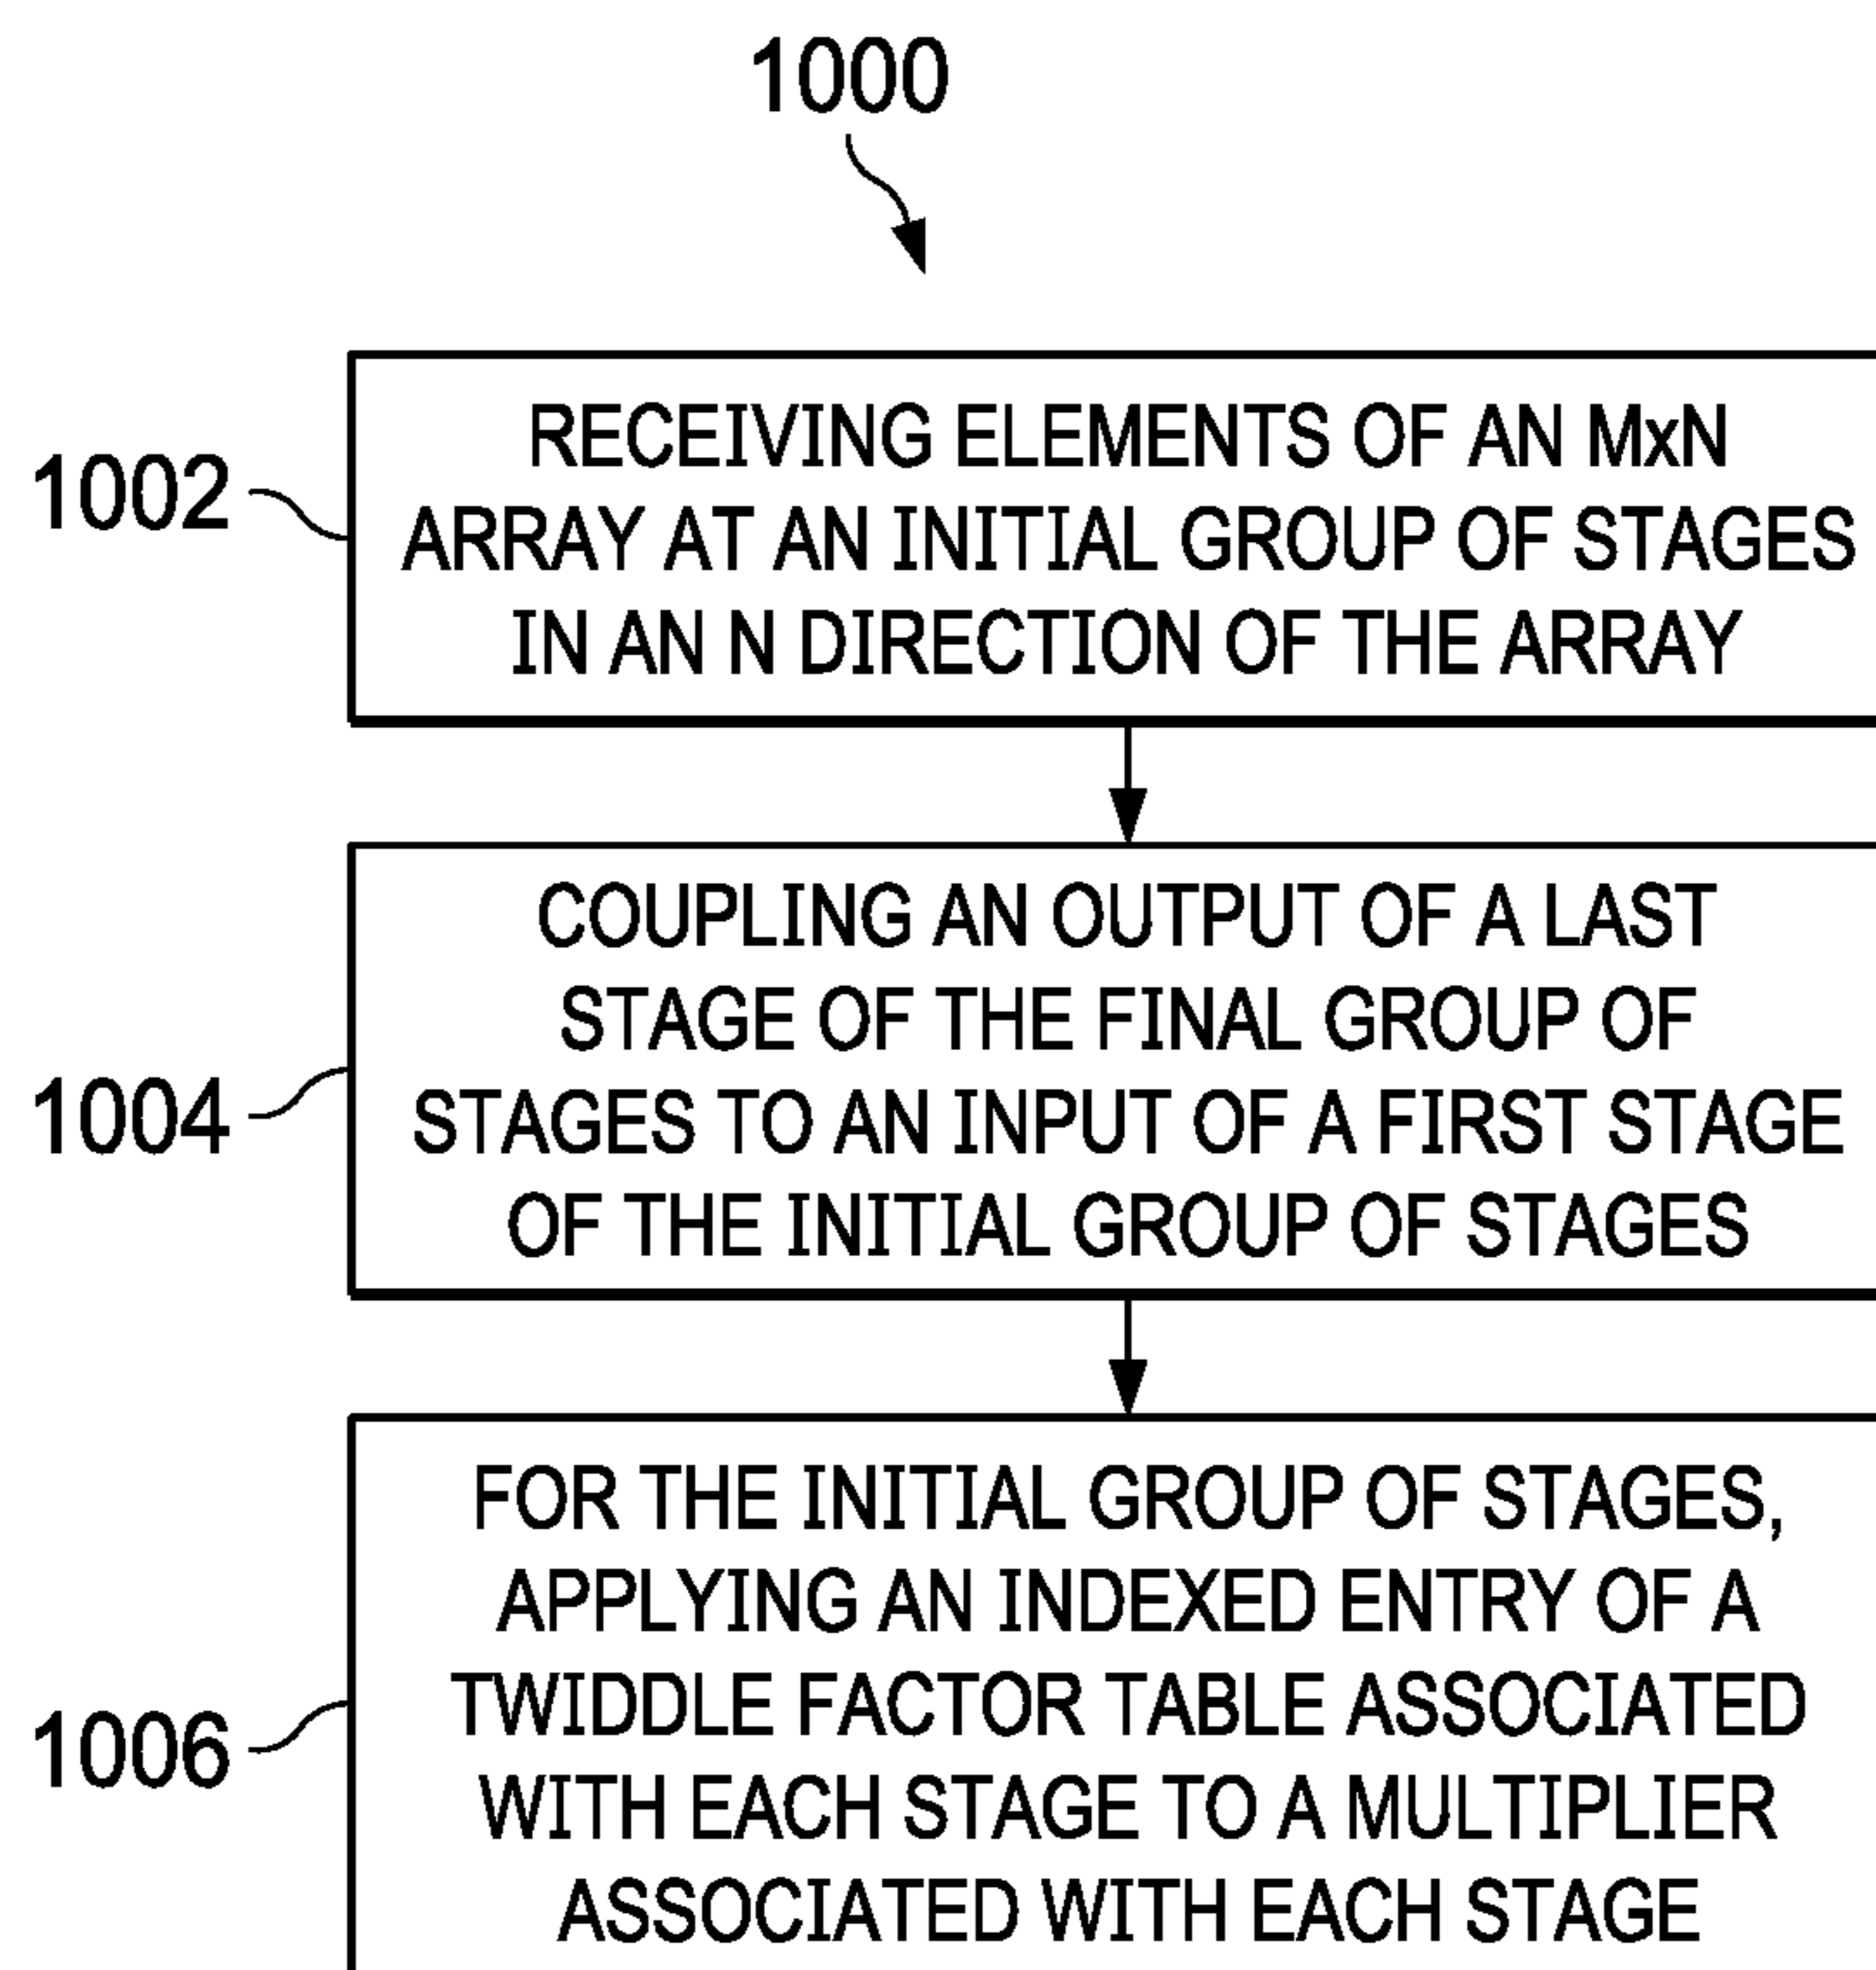 1000
1002
RECEIVING ELEMENTS OF AN MxN
ARRAY AT AN INITIAL GROUP OF STAGES
IN AN N DIRECTION OF THE ARRAY
1004
COUPLING AN OUTPUT OF A LAST
STAGE OF THE FINAL GROUP OF
STAGES TO AN INPUT OF A FIRST STAGE
OF THE INITIAL GROUP OF STAGES
1006
FOR THE INITIAL GROUP OF STAGES,
APPLYING AN INDEXED ENTRY OF A
TWIDDLE FACTOR TABLE ASSOCIATED
WITH EACH STAGE TO A MULTIPLIER
ASSOCIATED WITH EACH STAGE